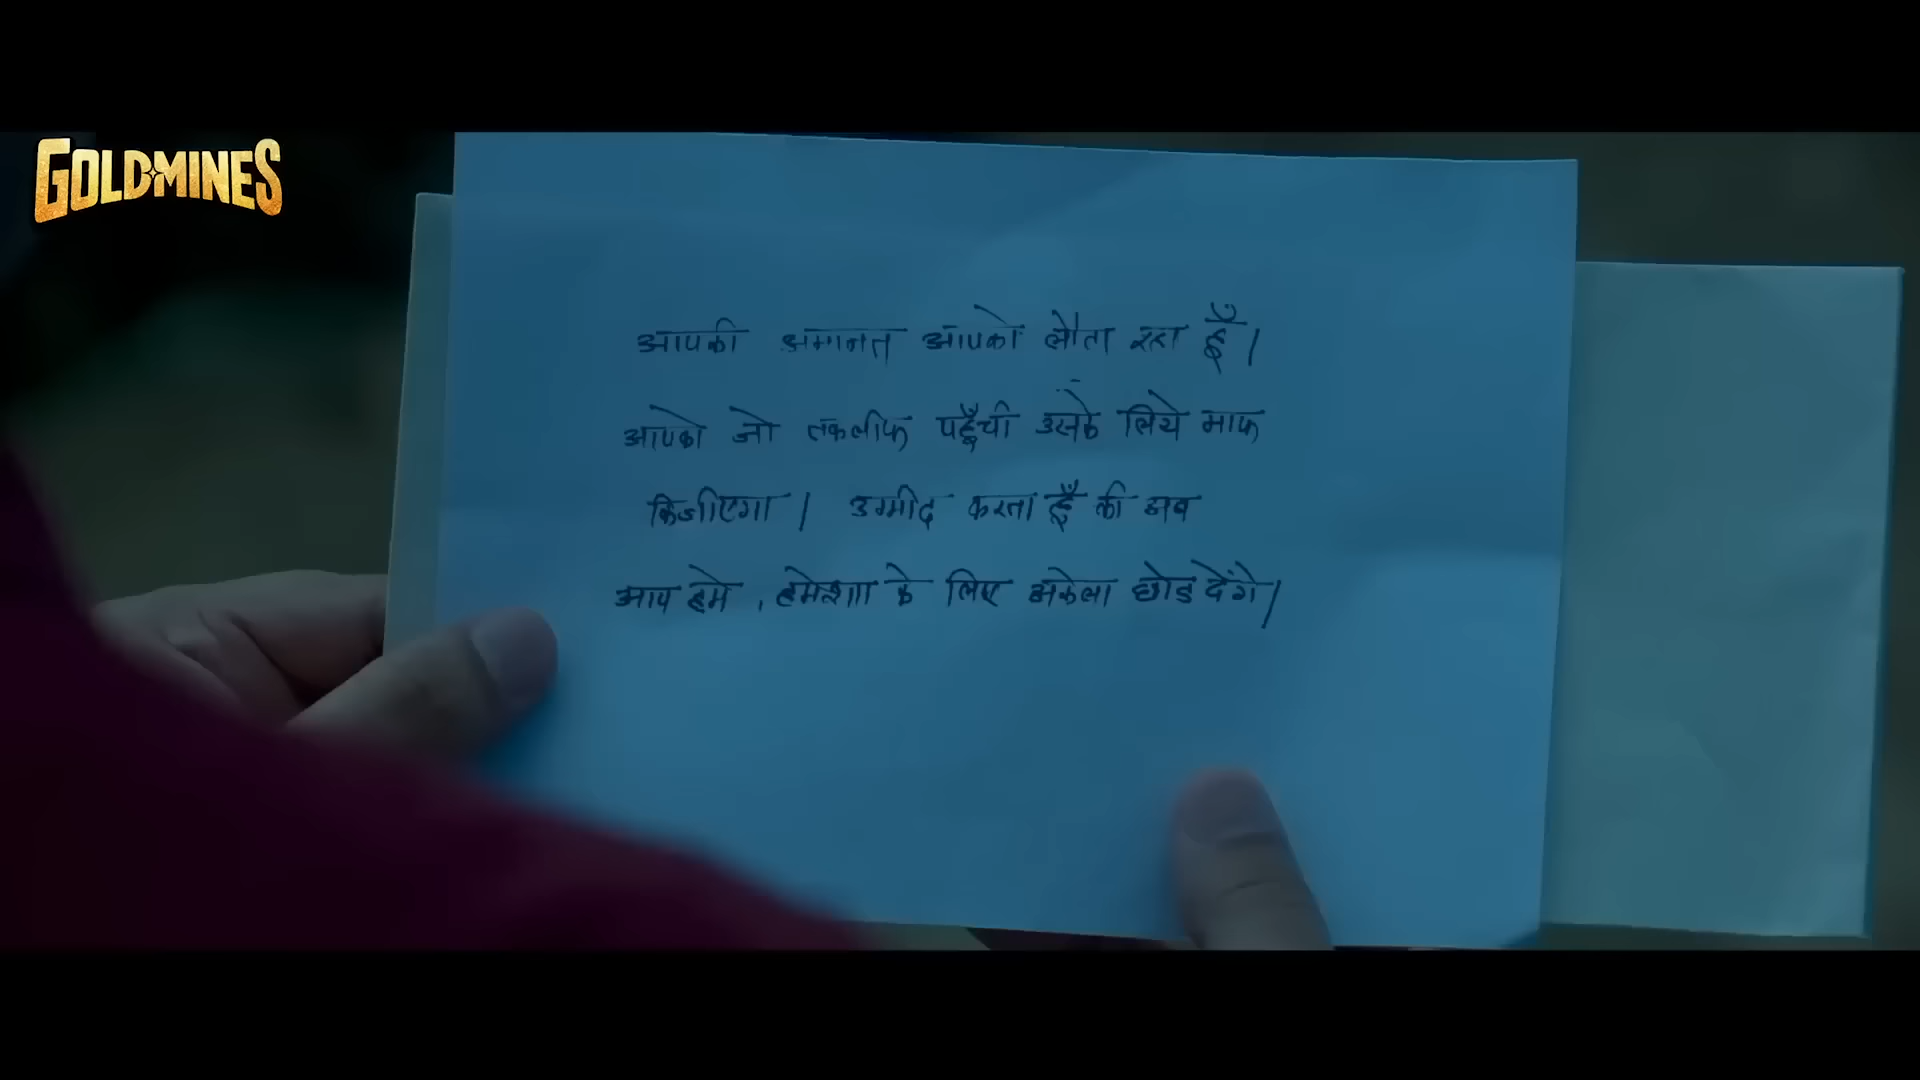 GOLDMINES
आपकी अमानत आपको लौटा रहा हूँ।
आपको जो तकलीफ पहुँची उसके लिये माफ
किजीएगा। उम्मीद करता हूँ की अब
आप हमे, हमेशा के लिए अकेला छोड देंगे।